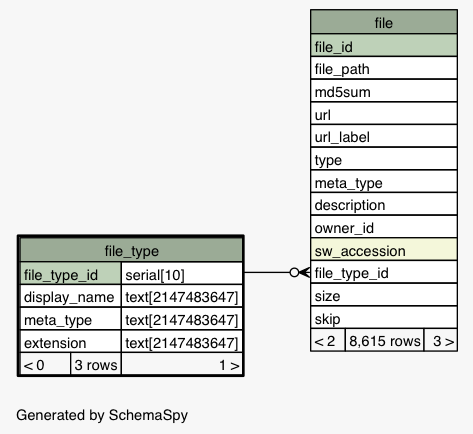 file
file_id
file_path
md5sum
url
url_label
type
meta_type
description
owner_id
sw_accession
file_type_id
size
skip
< 2 8,615 rows 3 >
file_type
file_type_id serial[10]
display_name text[2147483647]
meta_type text[2147483647]
extension text[2147483647]
< 0 3 rows 1 >
Generated by SchemaSpy